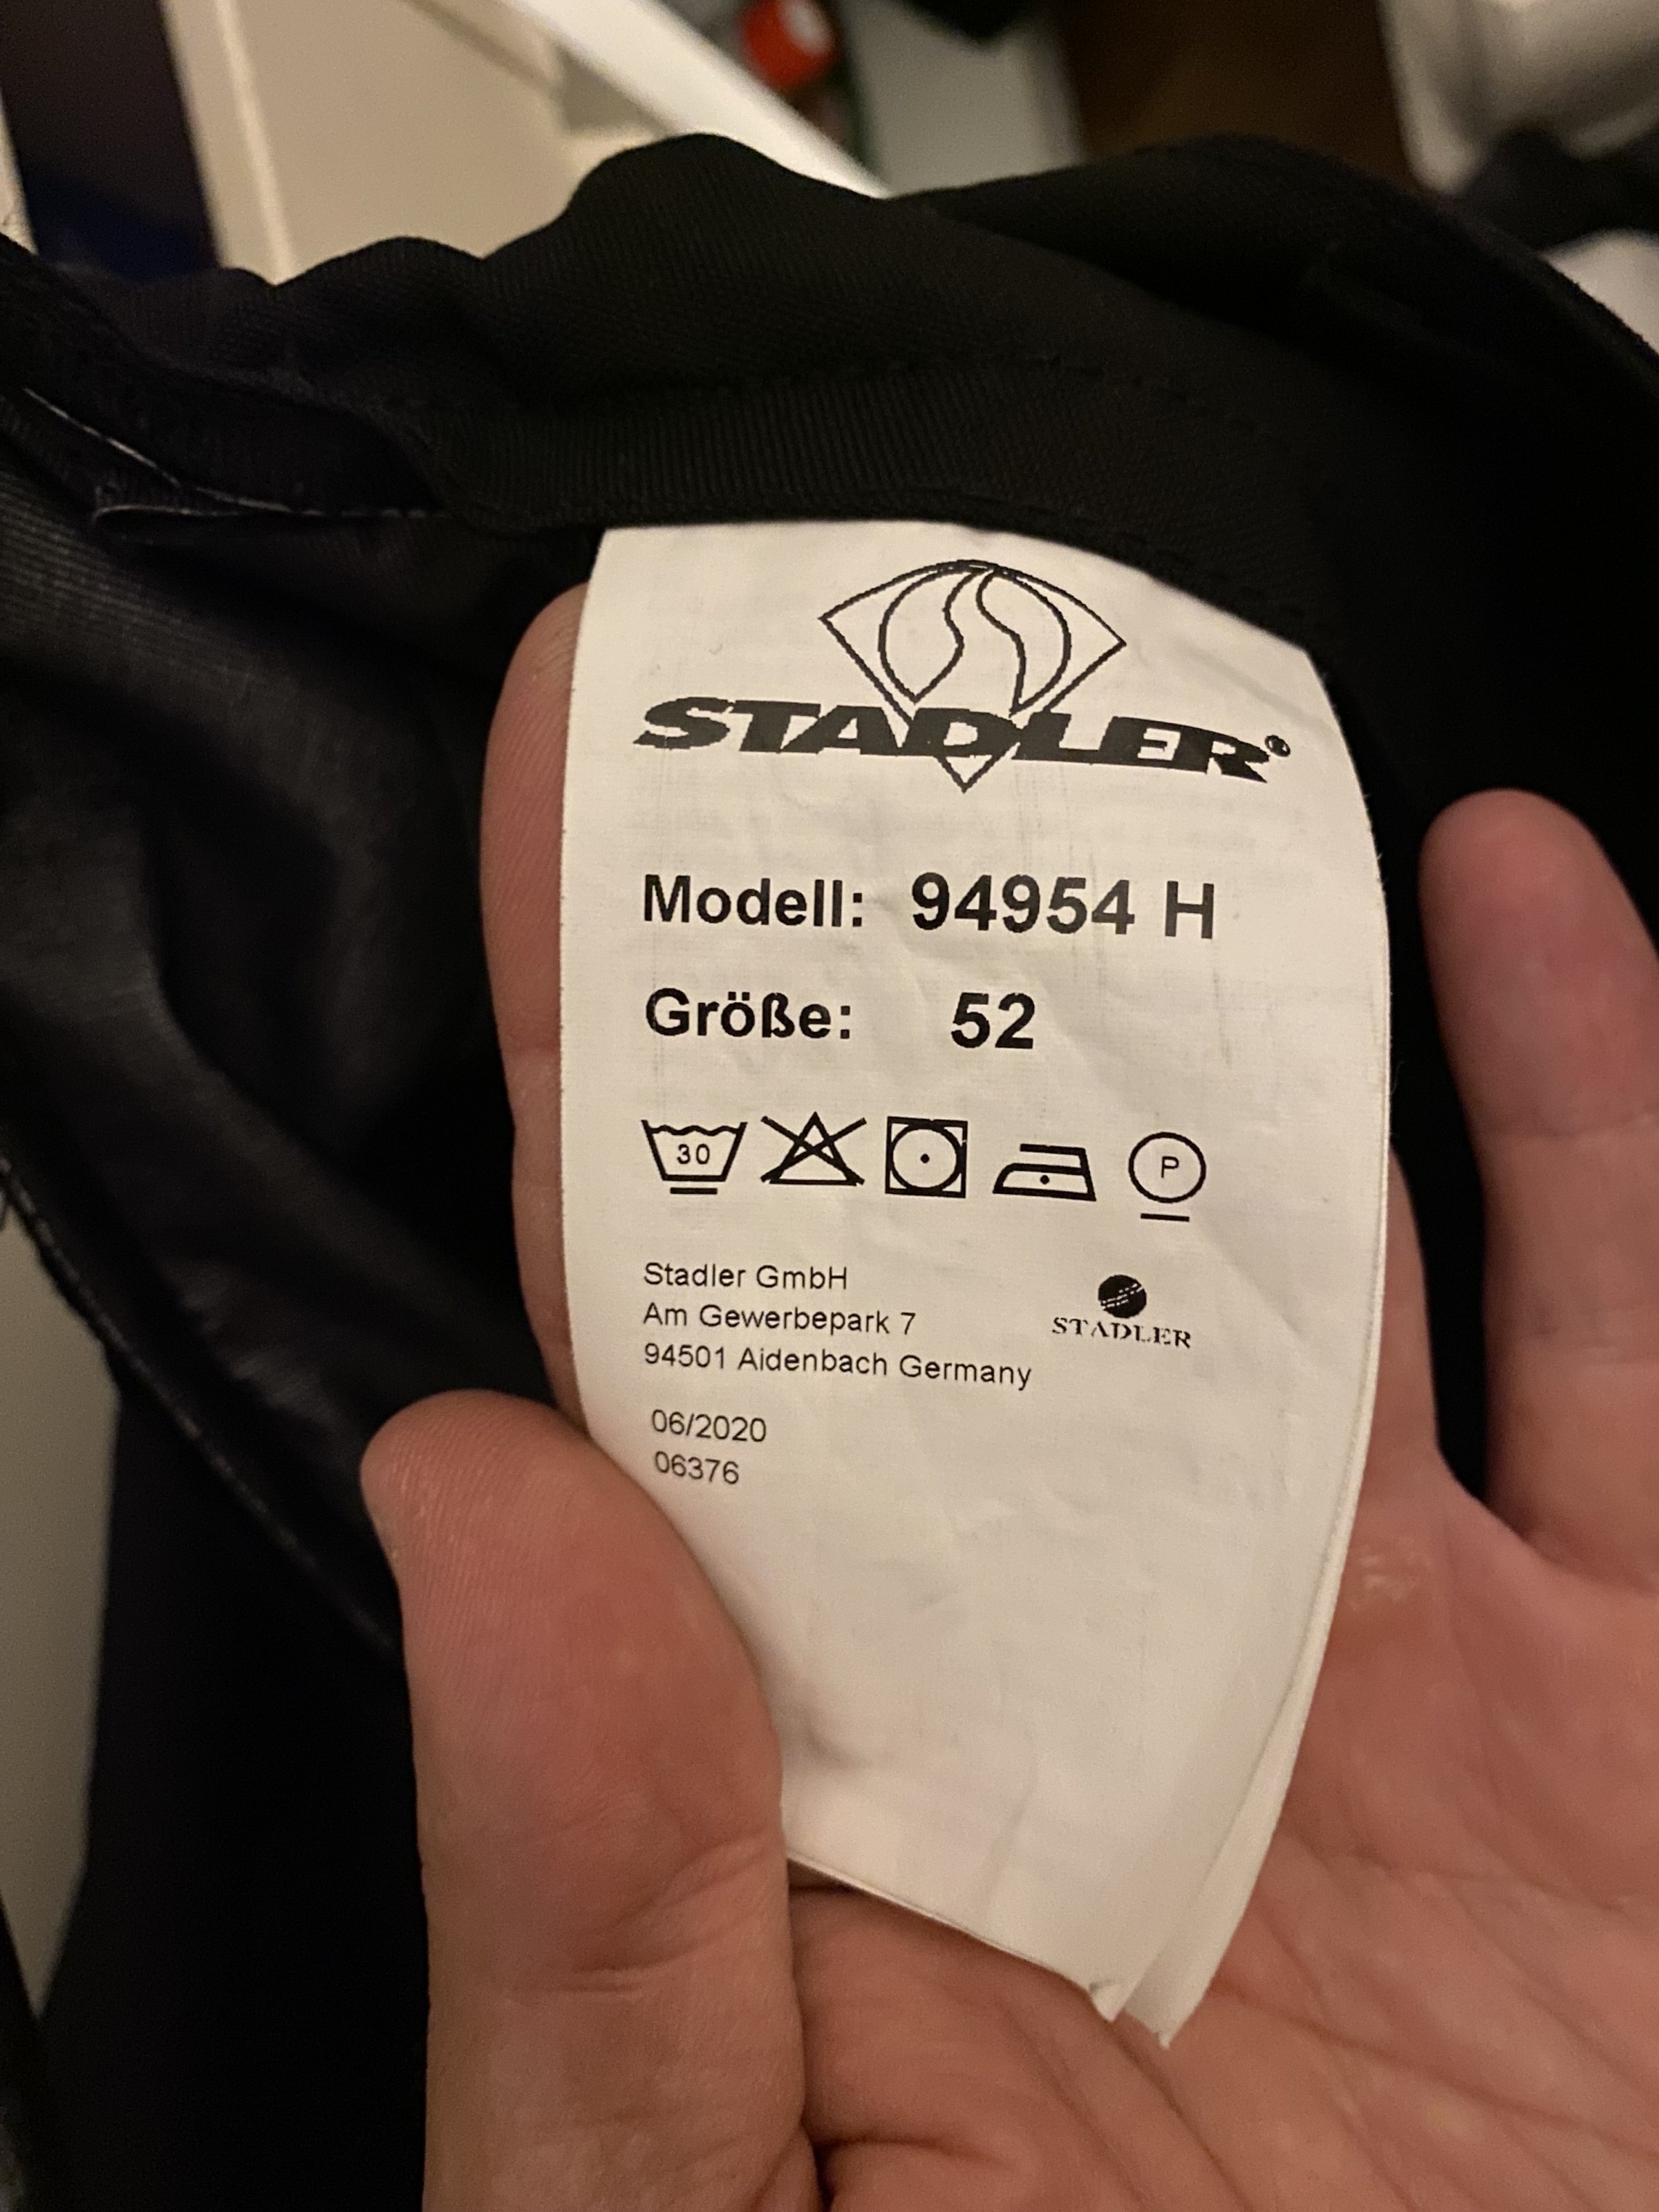 STADLER®
Modell: 94954 H
Größe: 52
30 P
Stadler GmbH
Am Gewerbepark 7
94501 Aidenbach Germany
STADLER
06/2020
06376